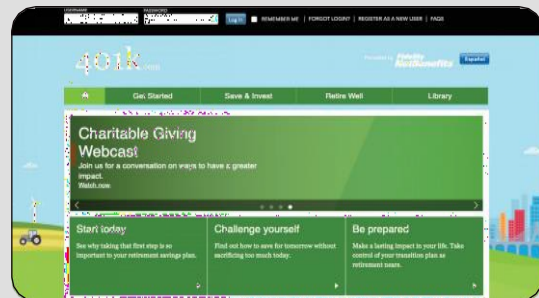 USERNAME PASSWORD
Log In REMEMBER ME | FORGOT LOGIN? | REGISTER AS A NEW USER | FAQS
401k.com
Provided by Fidelity NetBenefits Español
Get Started Save & Invest Retire Well Library
Charitable Giving
Webcast
Join us for a conversation on ways to have a greater
impact.
Watch now.
Start today
See why taking that first step is so
important to your retirement savings plan.
Challenge yourself
Find out how to save for tomorrow without
sacrificing too much today.
Be prepared
Make a lasting impact in your life. Take
control of your transition plan as
retirement nears.